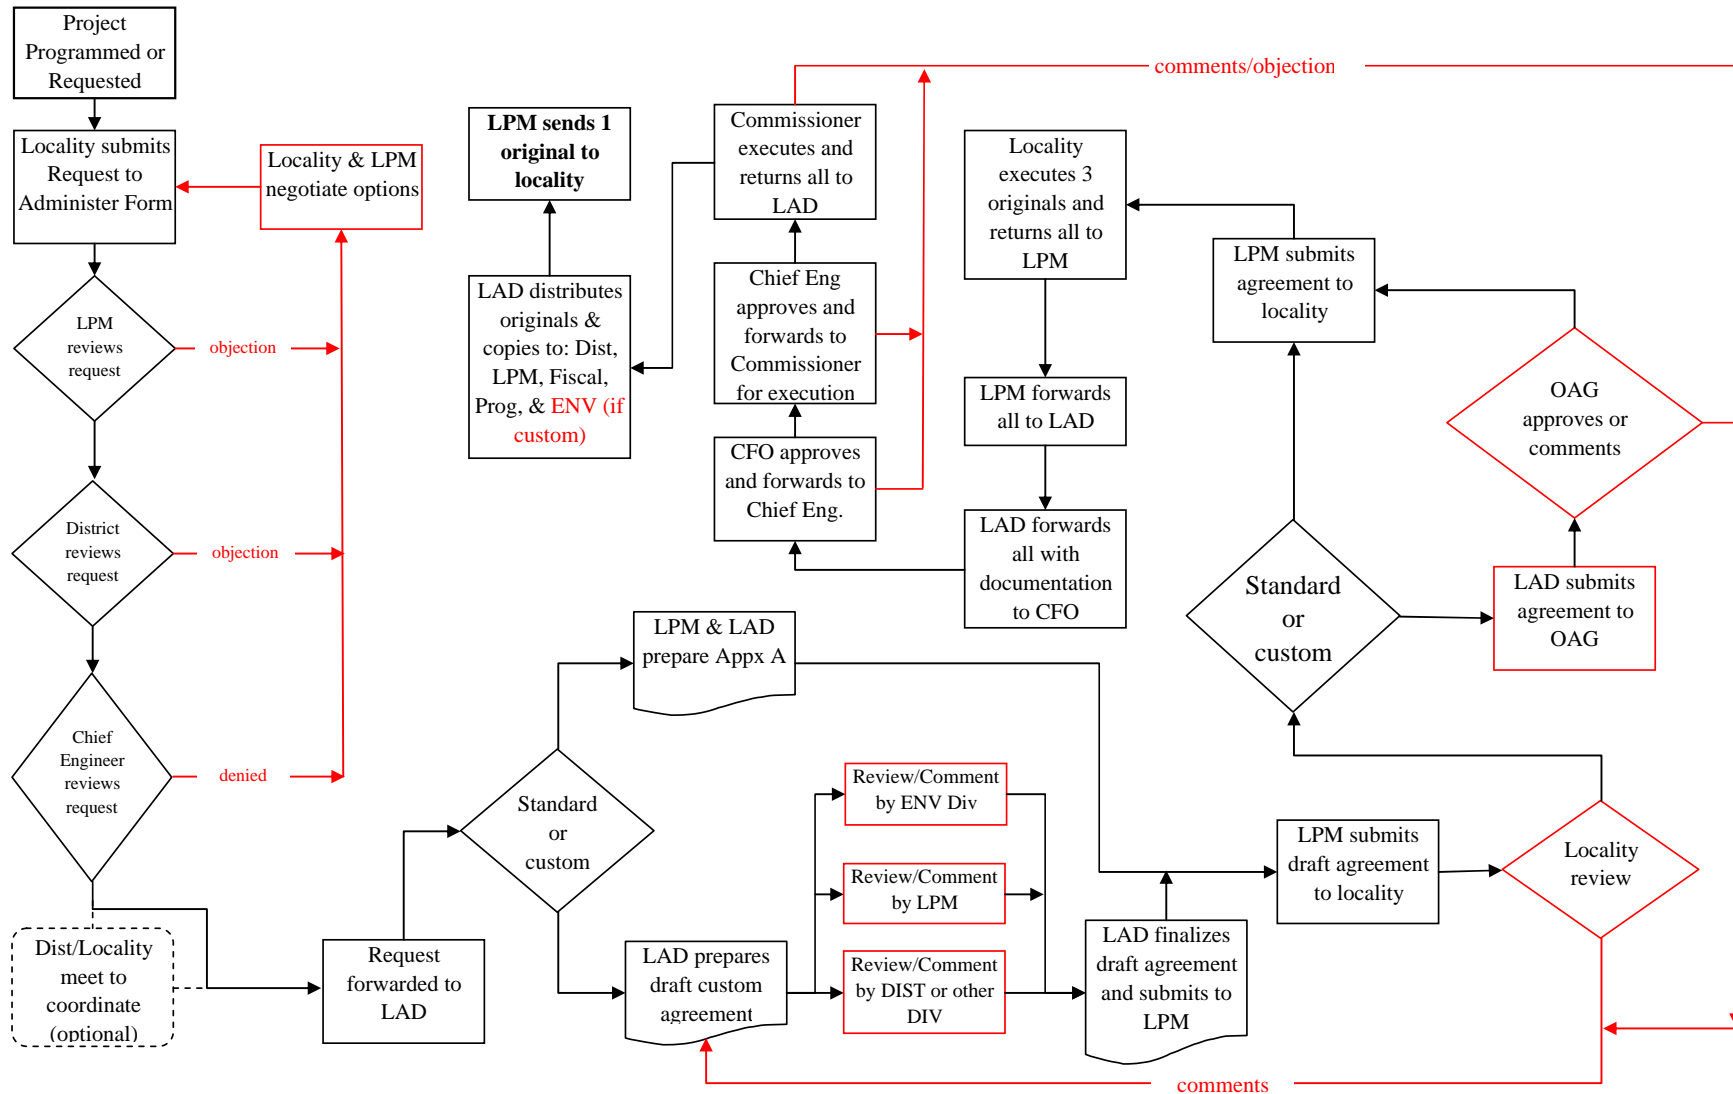 Project
Programmed or
Requested
Locality submits
Request to
Administer Form
Locality & LPM
negotiate options
LPM
reviews
request
objection
District
reviews
request
objection
Chief
Engineer
reviews
request
denied
Dist/Locality
meet to
coordinate
(optional)
Request
forwarded to
LAD
Standard
or
custom
LPM & LAD
prepare Appx A
LAD prepares
draft custom
agreement
Review/Comment
by ENV Div
Review/Comment
by LPM
Review/Comment
by DIST or other
DIV
LAD finalizes
draft agreement
and submits to
LPM
LPM submits
draft agreement
to locality
Locality
review
comments
Standard
or
custom
LAD submits
agreement to
OAG
OAG
approves or
comments
LPM submits
agreement to
locality
Locality
executes 3
originals and
returns all to
LPM
LPM forwards
all to LAD
LAD forwards
all with
documentation
to CFO
CFO approves
and forwards to
Chief Eng.
Chief Eng
approves and
forwards to
Commissioner
for execution
Commissioner
executes and
returns all to
LAD
comments/objection
LAD distributes
originals &
copies to: Dist,
LPM, Fiscal,
Prog, & ENV (if
custom)
LPM sends 1
original to
locality